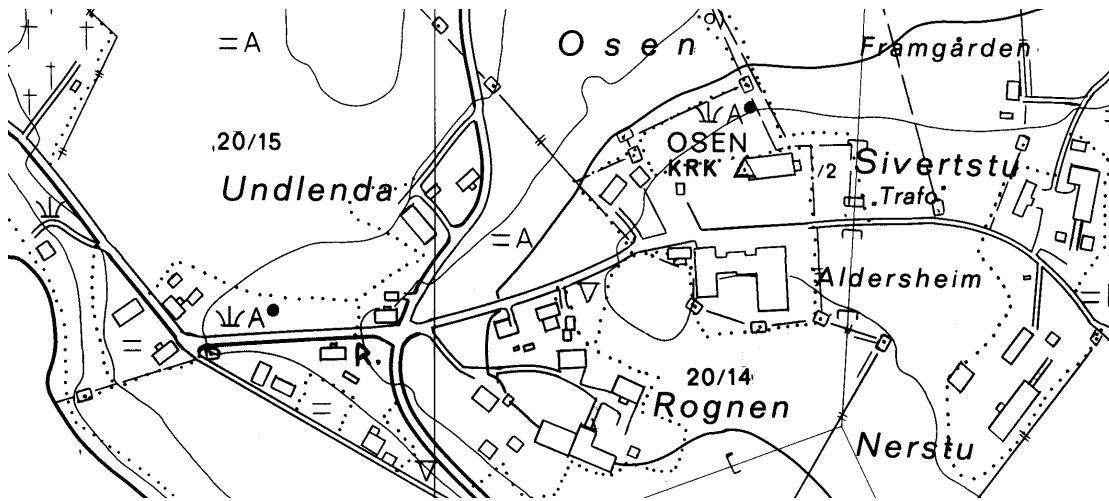 = A
Osen
Framgården
20/15
A
OSEN
KRK
/2
Sivertstu
Undlenda
Trafo
= A
Aldersheim
A
20/14
Rognen
Nerstu